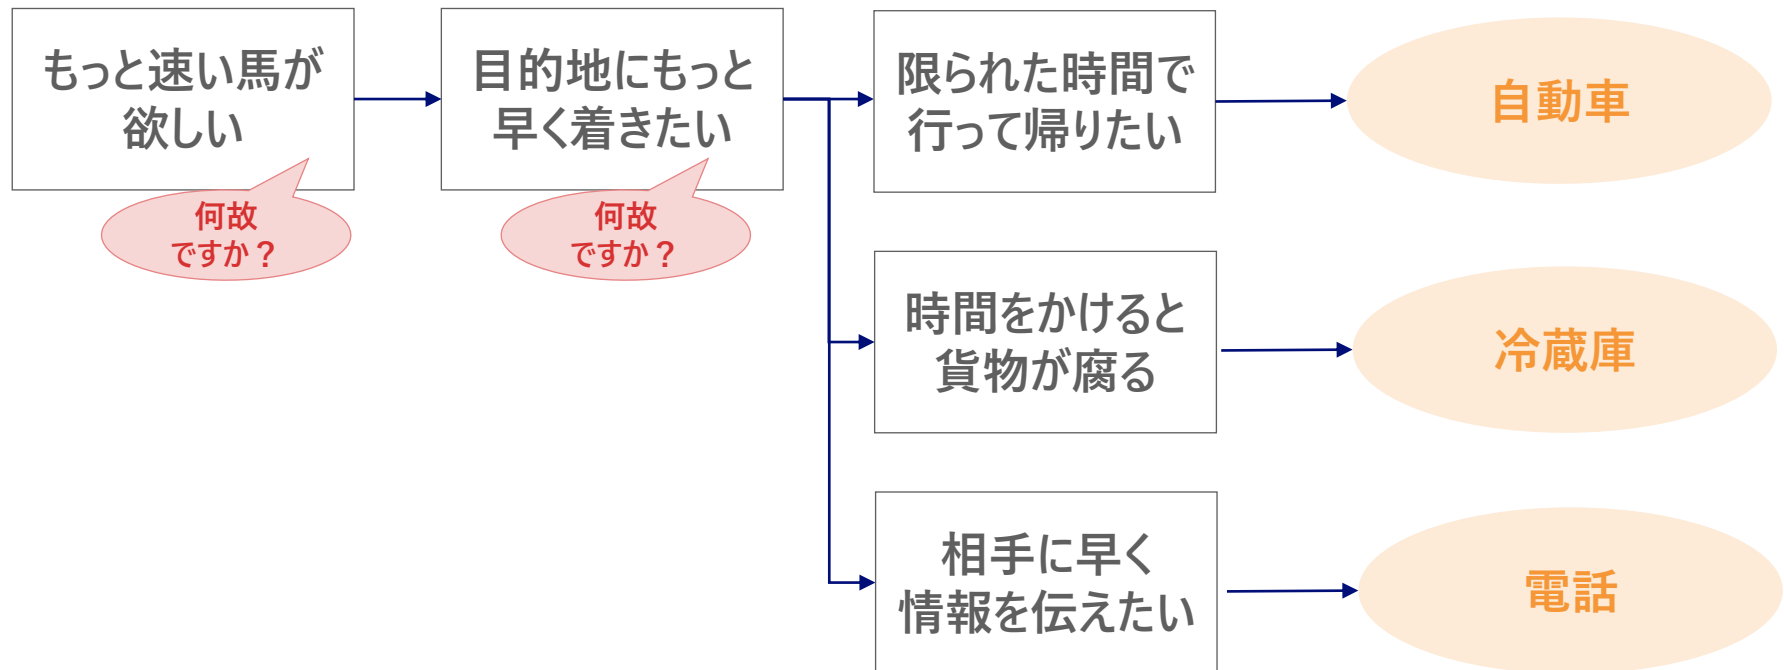 もっと速い馬が
欲しい
何故
ですか？
目的地にもっと
早く着きたい
何故
ですか？
限られた時間で
行って帰りたい
自動車
時間をかけると
貨物が腐る
冷蔵庫
相手に早く
情報を伝えたい
電話